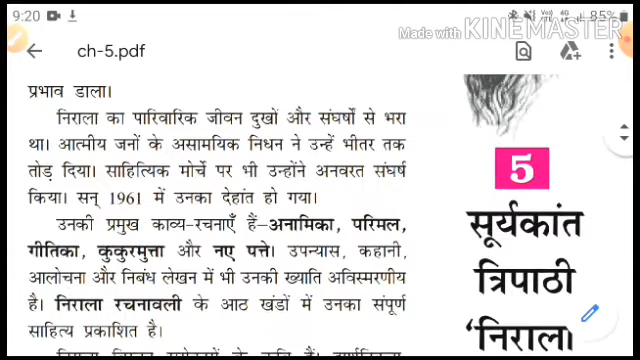 9:20
85%
Made with KINEMASTER
ch-5.pdf
प्रभाव डाला।
निराला का पारिवारिक जीवन दुखों और संघर्षों से भरा
था। आत्मीय जनों के असामयिक निधन ने उन्हें भीतर तक
तोड़ दिया। साहित्यिक मोर्चे पर भी उन्होंने अनवरत संघर्ष
किया। सन् 1961 में उनका देहांत हो गया।
उनकी प्रमुख काव्य-रचनाएँ हैं-अनामिका, परिमल,
गीतिका, कुकुरमुत्ता और नए पत्ते। उपन्यास, कहानी,
आलोचना और निबंध लेखन में भी उनकी ख्याति अविस्मरणीय
है। निराला रचनावली के आठ खंडों में उनका संपूर्ण
साहित्य प्रकाशित है।
5
सूर्यकांत
त्रिपाठी
'निराला